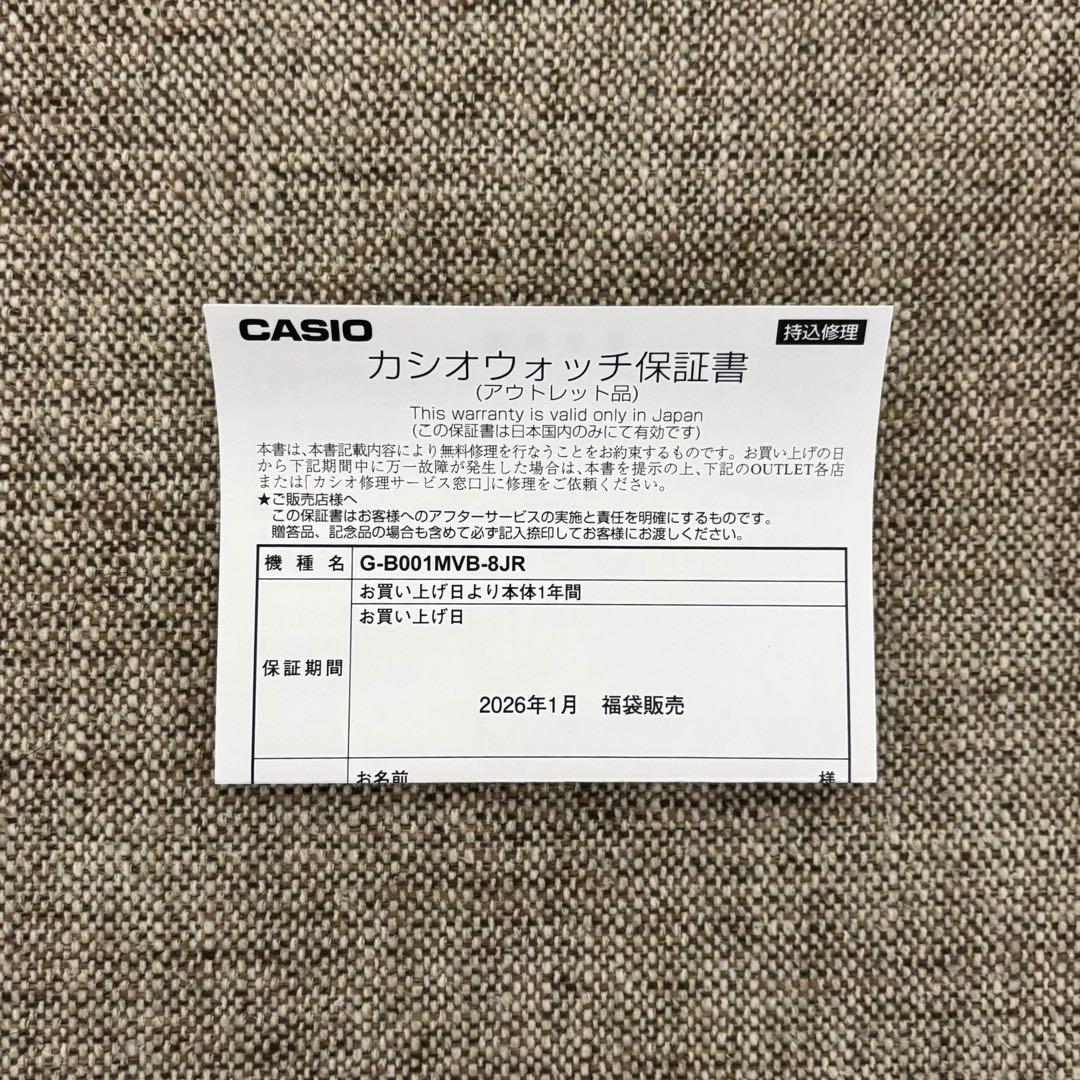 CASIO
持込修理
カシオウォッチ保証書
(アウトレット品)
This warranty is valid only in Japan
(この保証書は日本国内のみにて有効です)
本書は、本書記載内容により無料修理を行なうことをお約束するものです。お買い上げの日
から下記期間中に万一故障が発生した場合は、本書を提示の上、下記のOUTLET各店
または「カシオ修理サービス窓口」に修理をご依頼ください。
★ご販売店様へ
この保証書はお客様へのアフターサービスの実施と責任を明確にするものです。
贈答品、記念品の場合も含めて必ず記入捺印してお客様にお渡しください。
機種名 G-B001MVB-8JR
お買い上げ日より本体1年間
お買い上げ日
保証期間
2026年1月 福袋販売
お名前 様